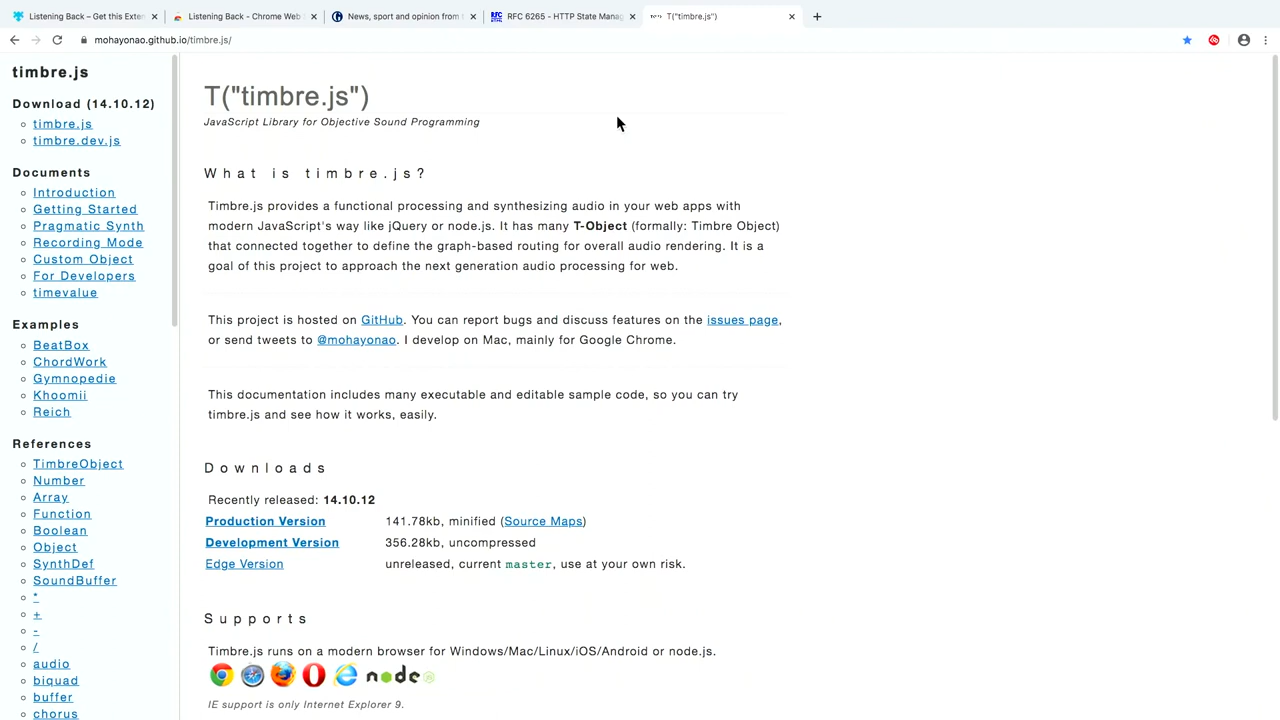 Listening Back – Get this Exten
Listening Back - Chrome Web
News, sport and opinion from t
RFC 6265 - HTTP State Manag
T("timbre.js")
mohayonao.github.io/timbre.js/
timbre.js
Download (14.10.12)
timbre.js
timbre.dev.js
Documents
Introduction
Getting Started
Pragmatic Synth
Recording Mode
Custom Object
For Developers
timevalue
Examples
BeatBox
ChordWork
Gymnopedie
Khoomii
Reich
References
TimbreObject
Number
Array
Function
Boolean
Object
SynthDef
SoundBuffer
*
+
-
/
audio
biquad
buffer
chorus
T("timbre.js")
JavaScript Library for Objective Sound Programming
What is timbre.js?
Timbre.js provides a functional processing and synthesizing audio in your web apps with
modern JavaScript's way like jQuery or node.js. It has many T-Object (formally: Timbre Object)
that connected together to define the graph-based routing for overall audio rendering. It is a
goal of this project to approach the next generation audio processing for web.
This project is hosted on GitHub. You can report bugs and discuss features on the issues page,
or send tweets to @mohayonao. I develop on Mac, mainly for Google Chrome.
This documentation includes many executable and editable sample code, so you can try
timbre.js and see how it works, easily.
Downloads
Recently released: 14.10.12
Production Version 141.78kb, minified (Source Maps)
Development Version 356.28kb, uncompressed
Edge Version unreleased, current master, use at your own risk.
Supports
Timbre.js runs on a modern browser for Windows/Mac/Linux/iOS/Android or node.js.
node
IE support is only Internet Explorer 9.